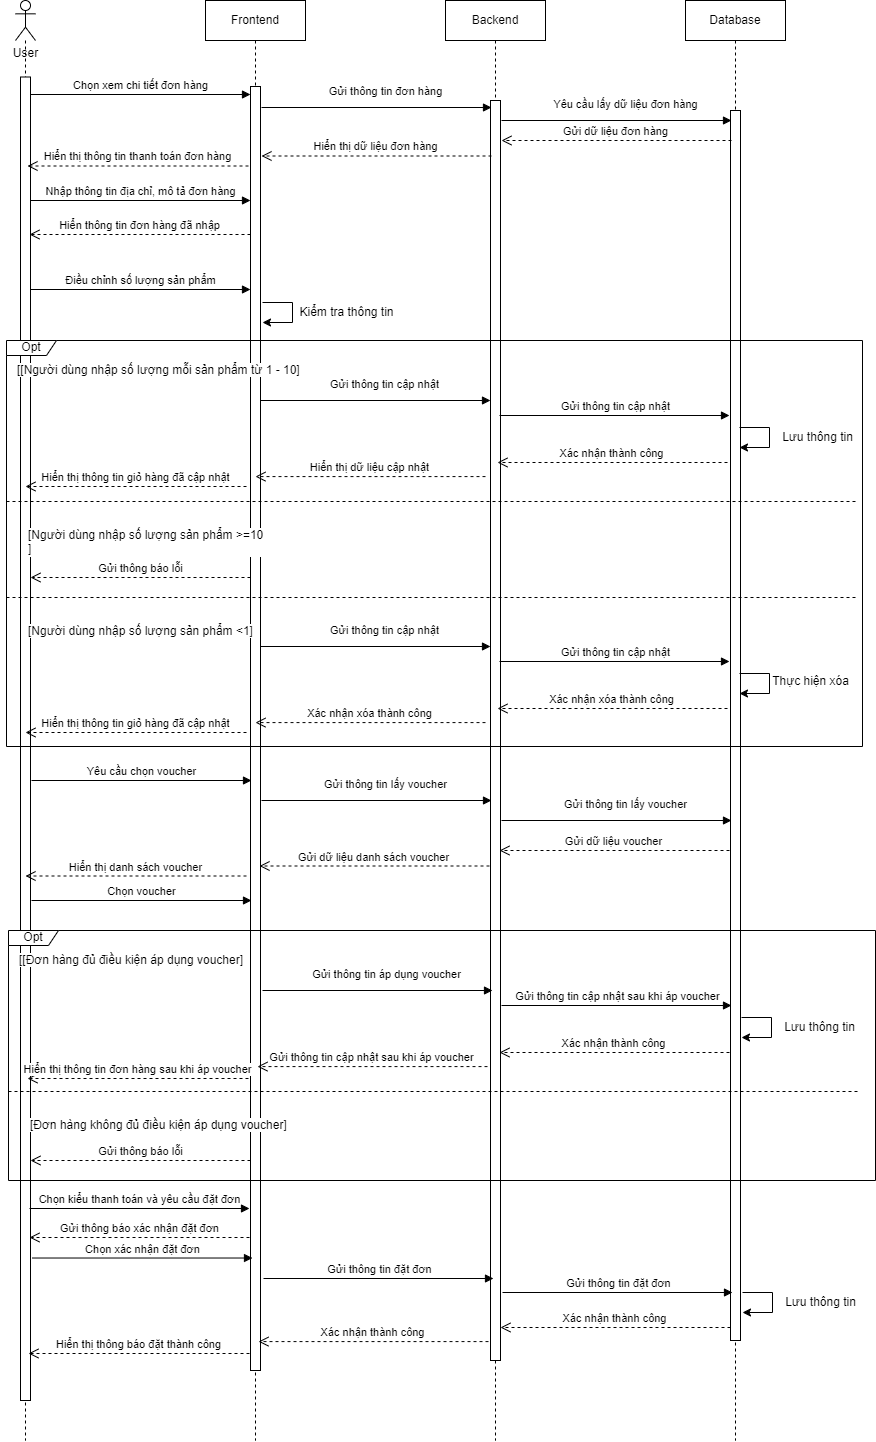 Frontend
Backend
Database
User
Chọn xem chi tiết đơn hàng
Gửi thông tin đơn hàng
Yêu cầu lấy dữ liệu đơn hàng
Gửi dữ liệu đơn hàng
Hiển thị dữ liệu đơn hàng
Hiển thị thông tin thanh toán đơn hàng
Nhập thông tin địa chỉ, mô tả đơn hàng
Hiển thông tin đơn hàng đã nhập
Điều chỉnh số lượng sản phẩm
Kiểm tra thông tin
Opt
[[Người dùng nhập số lượng mỗi sản phẩm từ 1 - 10]
Gửi thông tin cập nhật
Gửi thông tin cập nhật
Lưu thông tin
Xác nhận thành công
Hiển thị dữ liệu cập nhật
Hiển thị thông tin giỏ hàng đã cập nhật
[Người dùng nhập số lượng sản phẩm >=10
]
Gửi thông báo lỗi
[Người dùng nhập số lượng sản phẩm <1]
Gửi thông tin cập nhật
Gửi thông tin cập nhật
Thực hiện xóa
Xác nhận xóa thành công
Xác nhận xóa thành công
Hiển thị thông tin giỏ hàng đã cập nhật
Yêu cầu chọn voucher
Gửi thông tin lấy voucher
Gửi thông tin lấy voucher
Gửi dữ liệu voucher
Gửi dữ liệu danh sách voucher
Hiển thị danh sách voucher
Chọn voucher
Opt
[[Đơn hàng đủ điều kiện áp dụng voucher]
Gửi thông tin áp dụng voucher
Gửi thông tin cập nhật sau khi áp voucher
Lưu thông tin
Xác nhận thành công
Gửi thông tin cập nhật sau khi áp voucher
Hiển thị thông tin đơn hàng sau khi áp voucher
[Đơn hàng không đủ điều kiện áp dụng voucher]
Gửi thông báo lỗi
Chọn kiểu thanh toán và yêu cầu đặt đơn
Gửi thông báo xác nhận đặt đơn
Chọn xác nhận đặt đơn
Gửi thông tin đặt đơn
Gửi thông tin đặt đơn
Lưu thông tin
Xác nhận thành công
Xác nhận thành công
Hiển thị thông báo đặt thành công